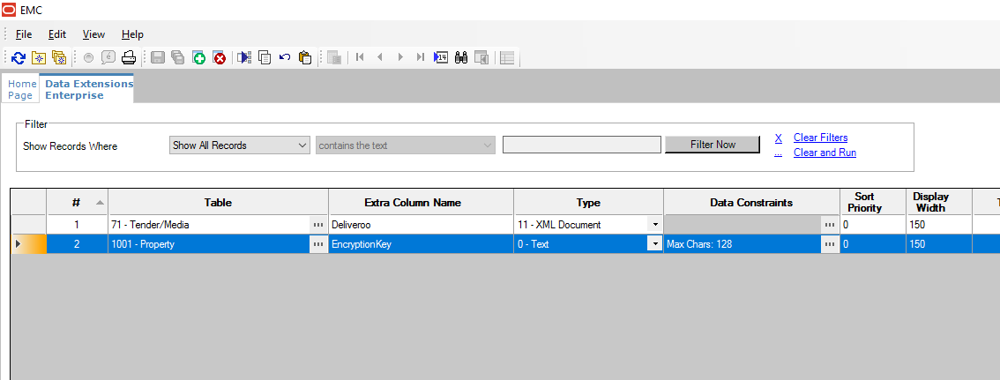 EMC
File Edit View Help
14
Home Page
Data Extensions Enterprise
Filter
Show Records Where
Show All Records
contains the text
Filter Now
X Clear Filters
... Clear and Run
# Table Extra Column Name Type Data Constraints Sort Priority Display Width T
1 71 - Tender/Media ... Deliveroo 11 - XML Document ... 0 150
2 1001 - Property ... EncryptionKey 0 - Text Max Chars: 128 ... 0 150